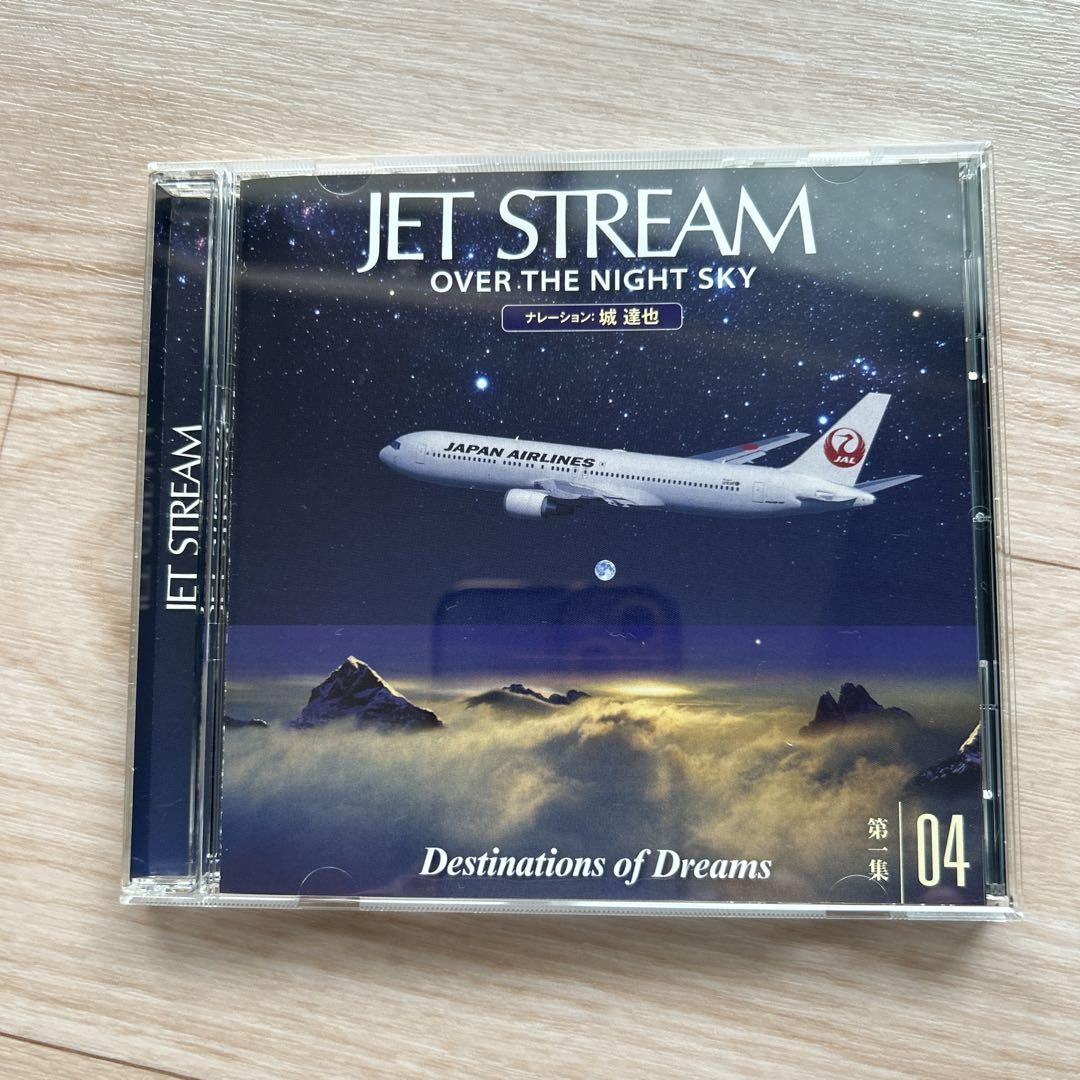 JET STREAM
OVER THE NIGHT SKY
ナレーション: 城 達也
JAPAN AIRLINES
JAL
JET STREAM
Destinations of Dreams
第一集
04